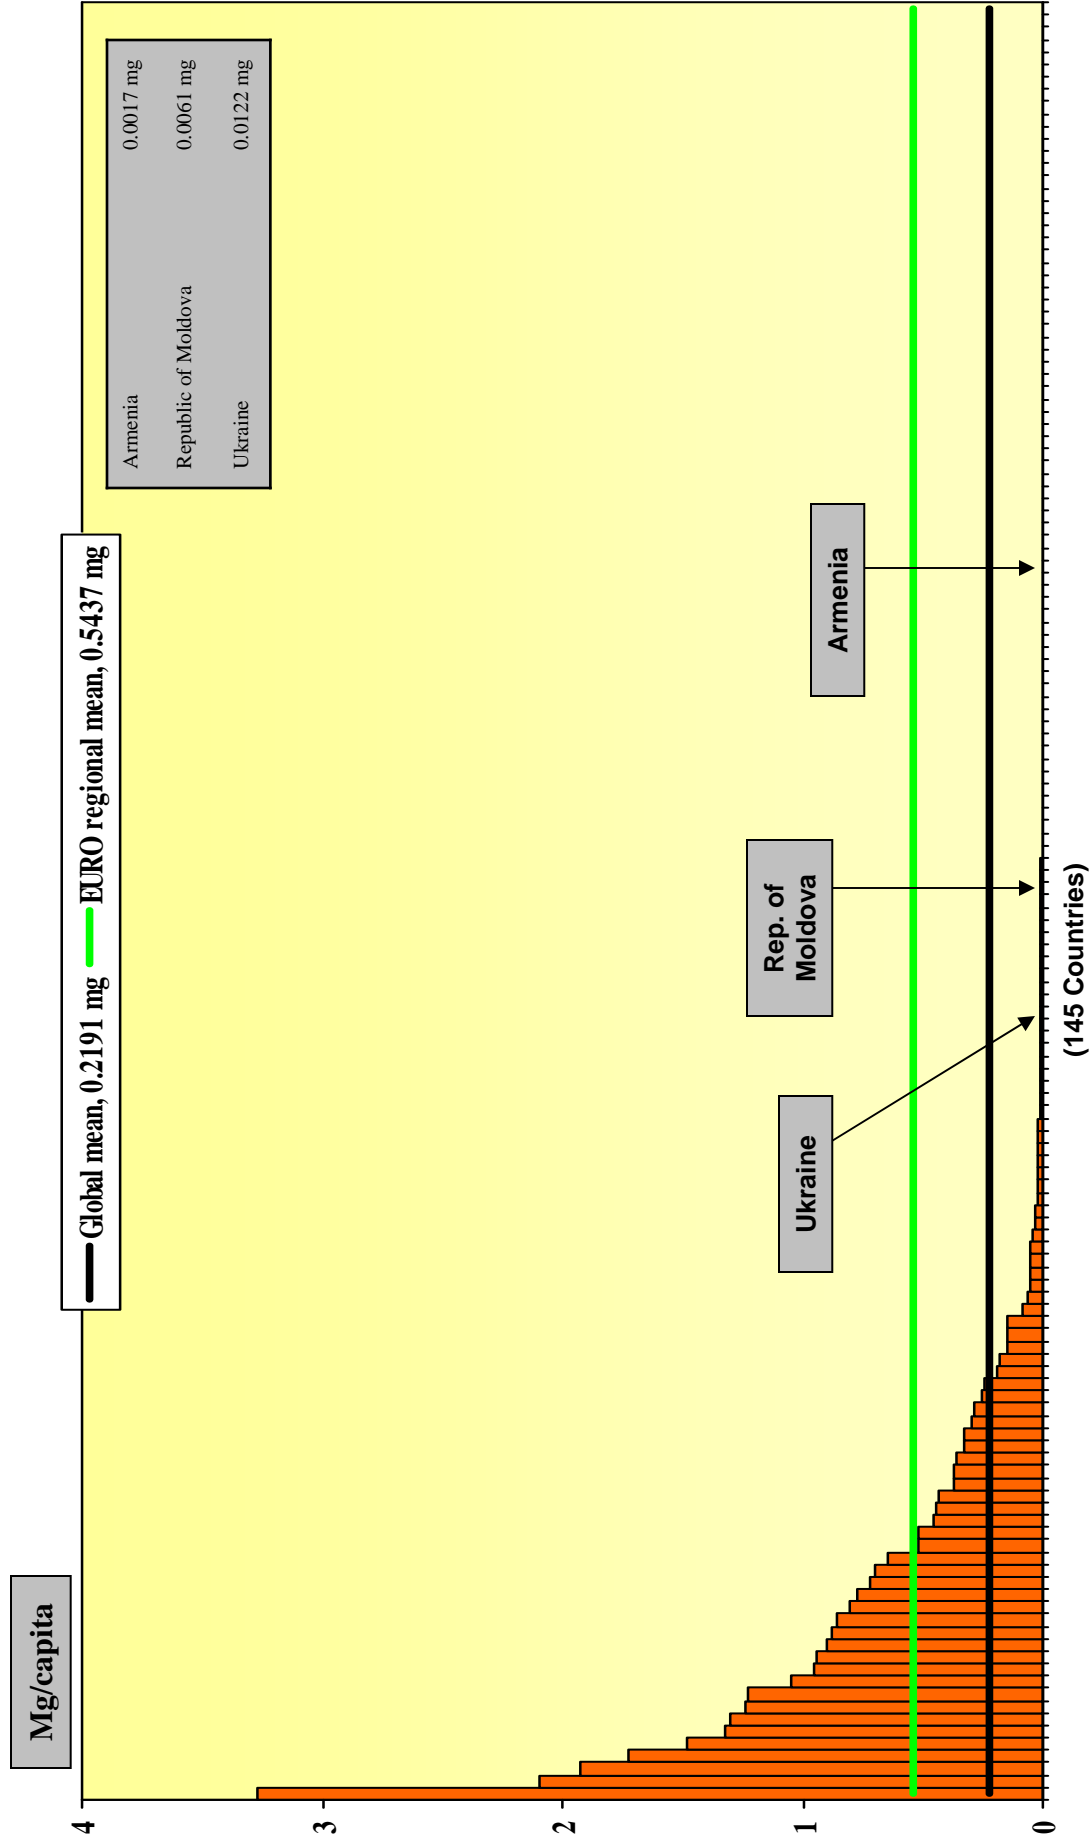 Mg/capita
Global mean, 0.2191 mg EURO regional mean, 0.5437 mg
4
3
2
1
0
Armenia 0.0017 mg
Republic of Moldova 0.0061 mg
Ukraine 0.0122 mg
Ukraine
Rep. of
Moldova
Armenia
(145 Countries)